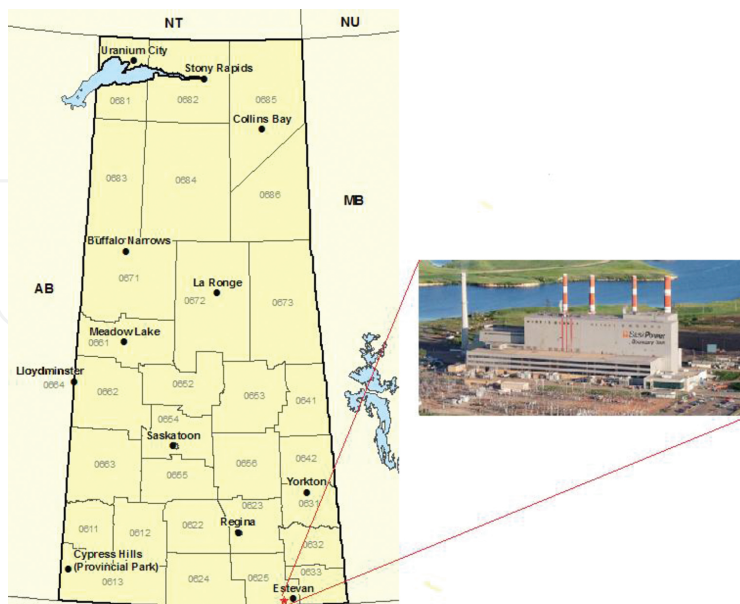 NT
NU
Uranium City
Stony Rapids
0681
0682
0685
Collins Bay
0683
0684
0686
MB
Buffalo Narrows
0671
AB
La Ronge
0672
0673
0661
Meadow Lake
Lloydminster
0664
0662
0652
0653
0641
0654
Saskatoon
0663
0655
0656
0642
Yorkton
0631
0623
0611
0612
0622
Regina
0632
Cypress Hills
(Provincial Park)
0613
0624
0625
0633
Estevan
SaskPower
Boundary Dam